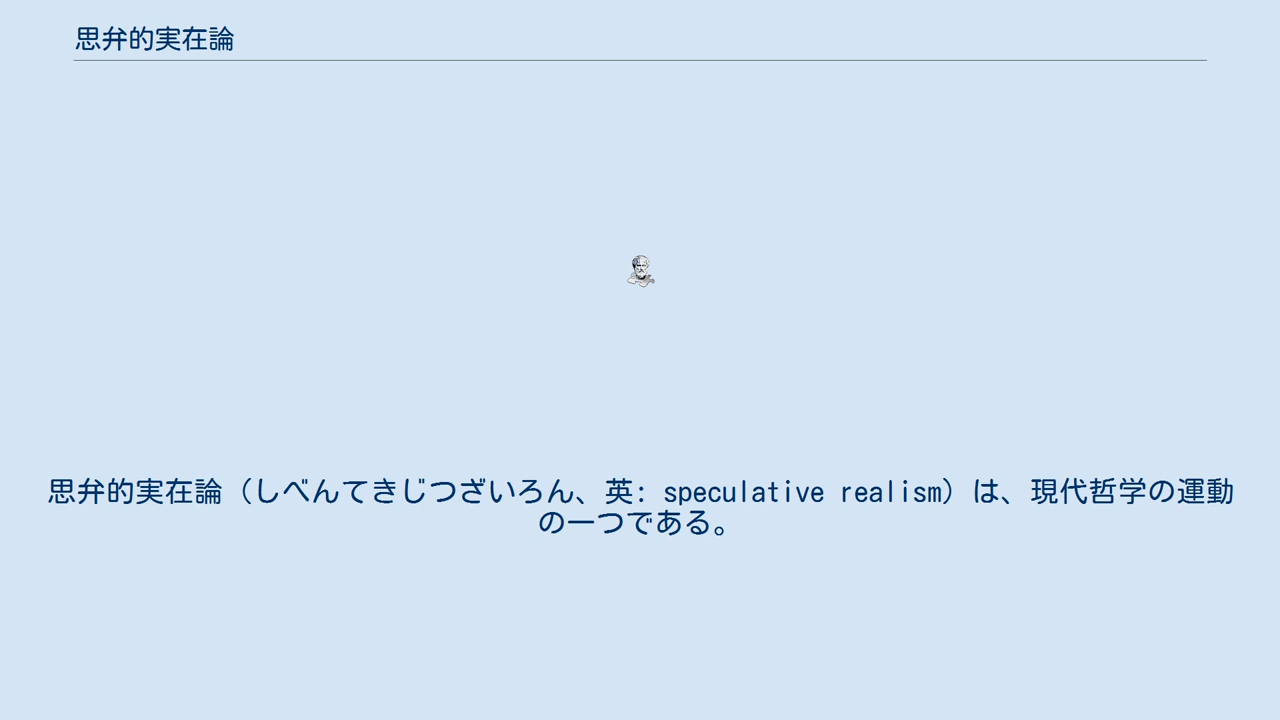 思弁的実在論
思弁的実在論（しべんてきじつざいろん、英: speculative realism）は、現代哲学の運動
の一つである。